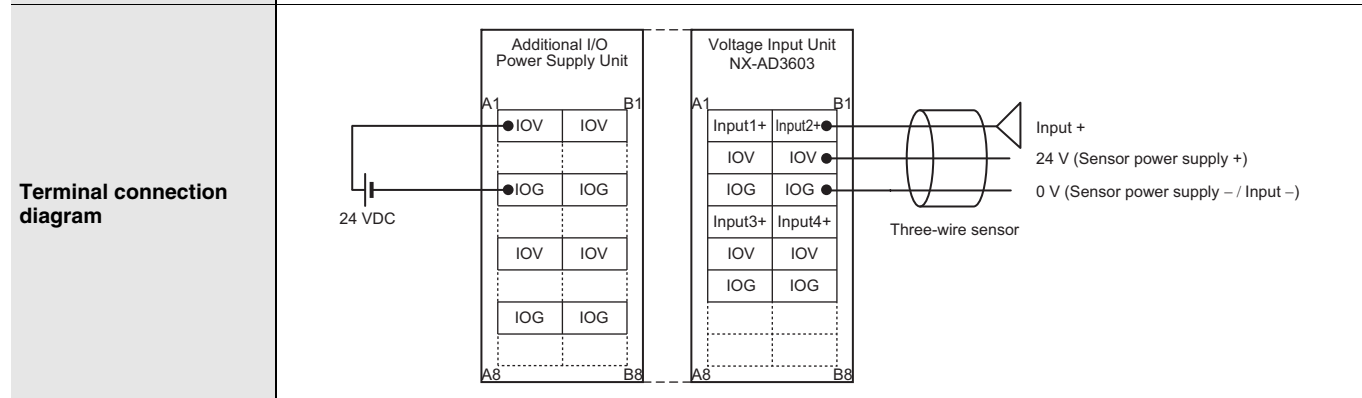 Terminal connection
diagram
Additional I/O
Power Supply Unit
A1 B1
IOV IOV
IOG IOG
IOV IOV
IOG IOG
A8 B8
24 VDC
Voltage Input Unit
NX-AD3603
A1 B1
Input1+ Input2+
IOV IOV
IOG IOG
Input3+ Input4+
IOV IOV
IOG IOG
A8 B8
Input +
24 V (Sensor power supply +)
0 V (Sensor power supply − / Input −)
Three-wire sensor